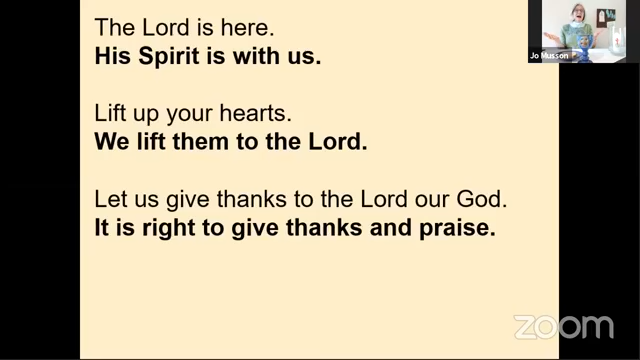 The Lord is here.
His Spirit is with us.
Lift up your hearts.
We lift them to the Lord.
Let us give thanks to the Lord our God.
It is right to give thanks and praise.
Jo Musson
zoom